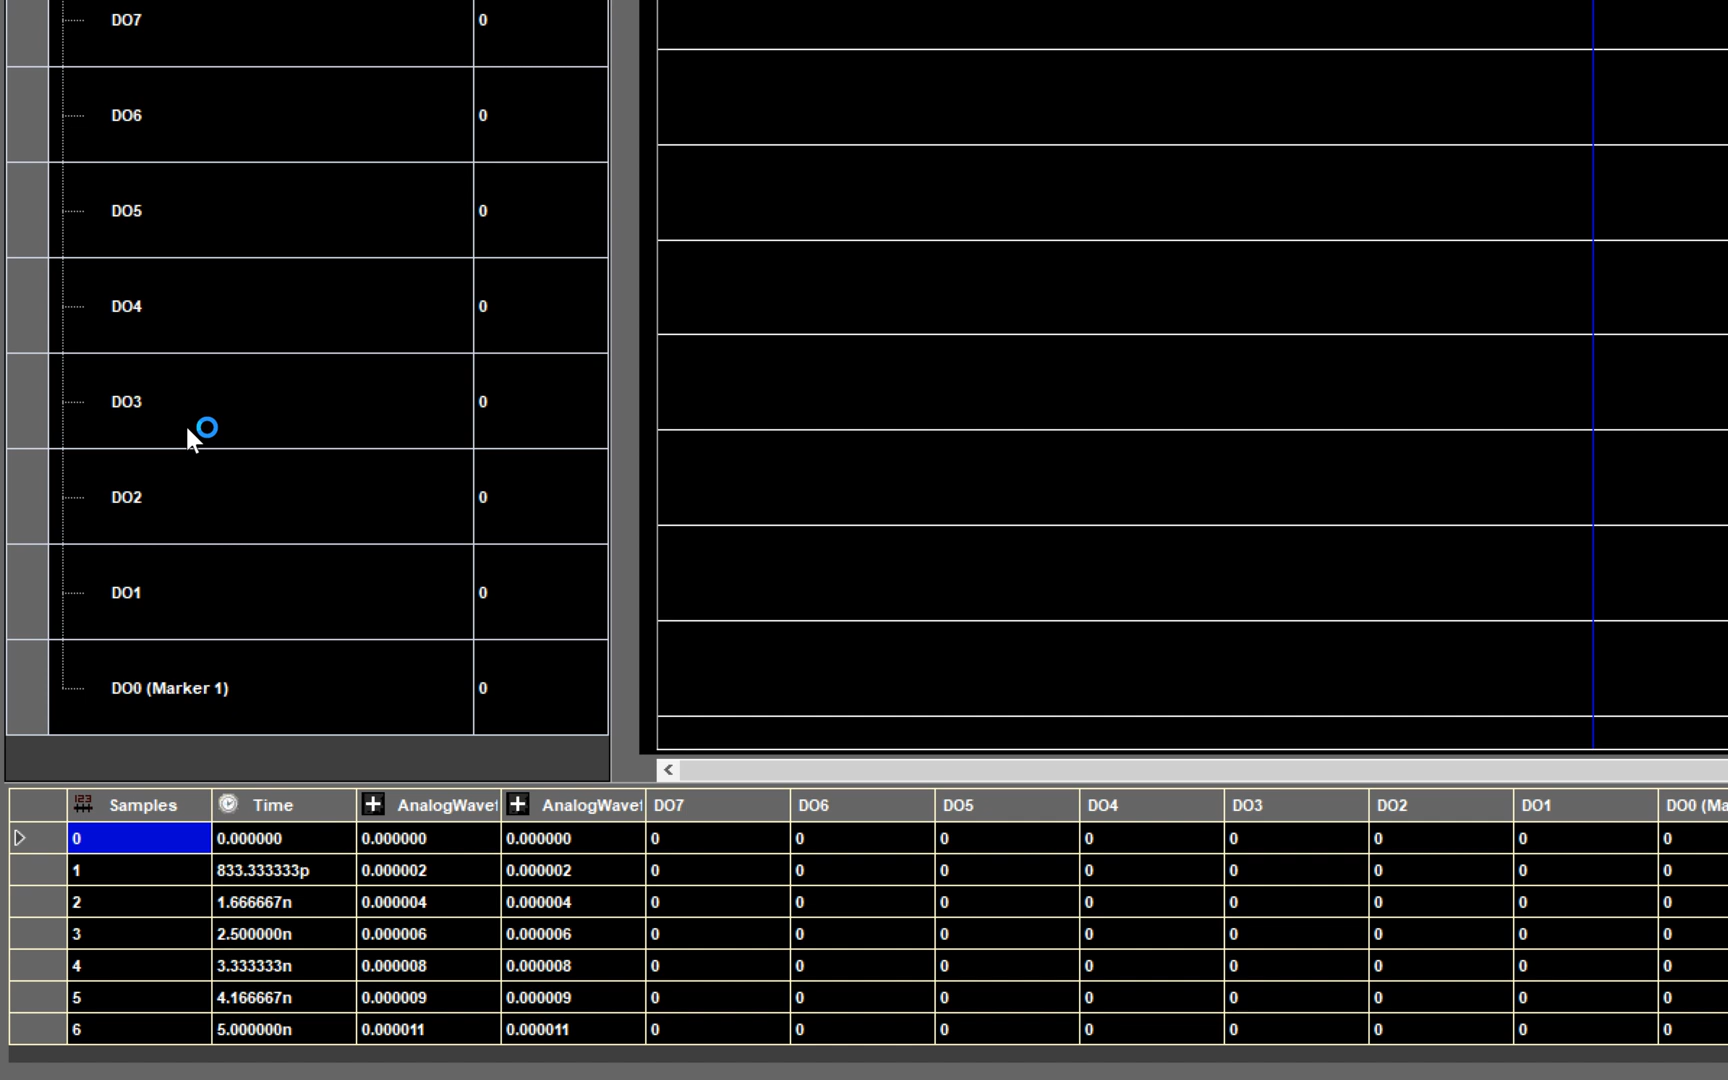 DO7 0
DO6 0
DO5 0
DO4 0
DO3 0
DO2 0
DO1 0
DO0 (Marker 1) 0
123 Samples Time AnalogWavef AnalogWavef DO7 DO6 DO5 DO4 DO3 DO2 DO1 DO0 (Ma
0 0.000000 0.000000 0.000000 0 0 0 0 0 0 0 0
1 833.333333p 0.000002 0.000002 0 0 0 0 0 0 0 0
2 1.666667n 0.000004 0.000004 0 0 0 0 0 0 0 0
3 2.500000n 0.000006 0.000006 0 0 0 0 0 0 0 0
4 3.333333n 0.000008 0.000008 0 0 0 0 0 0 0 0
5 4.166667n 0.000009 0.000009 0 0 0 0 0 0 0 0
6 5.000000n 0.000011 0.000011 0 0 0 0 0 0 0 0